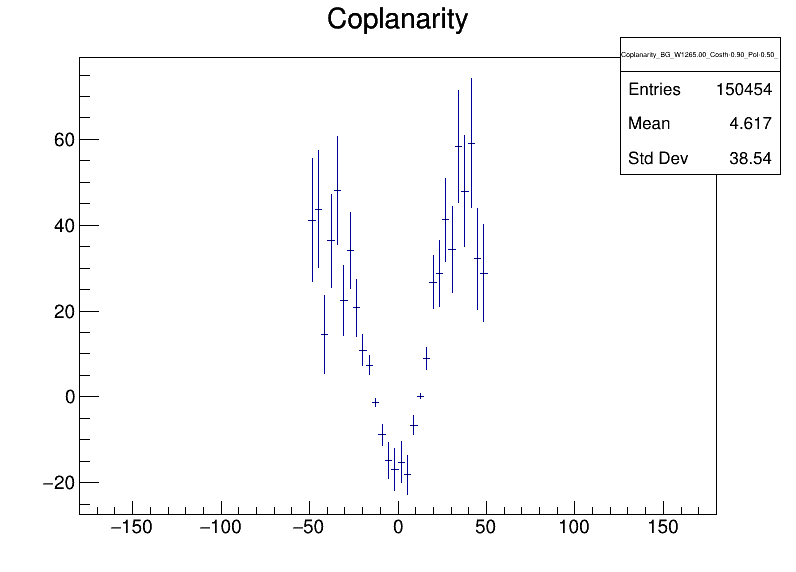 Coplanarity
Coplanarity_BG_W1265.00_Costh-0.90_Pol-0.50_
Entries 150454
Mean 4.617
Std Dev 38.54
60
40
20
0
−20
−150 −100 −50 0 50 100 150